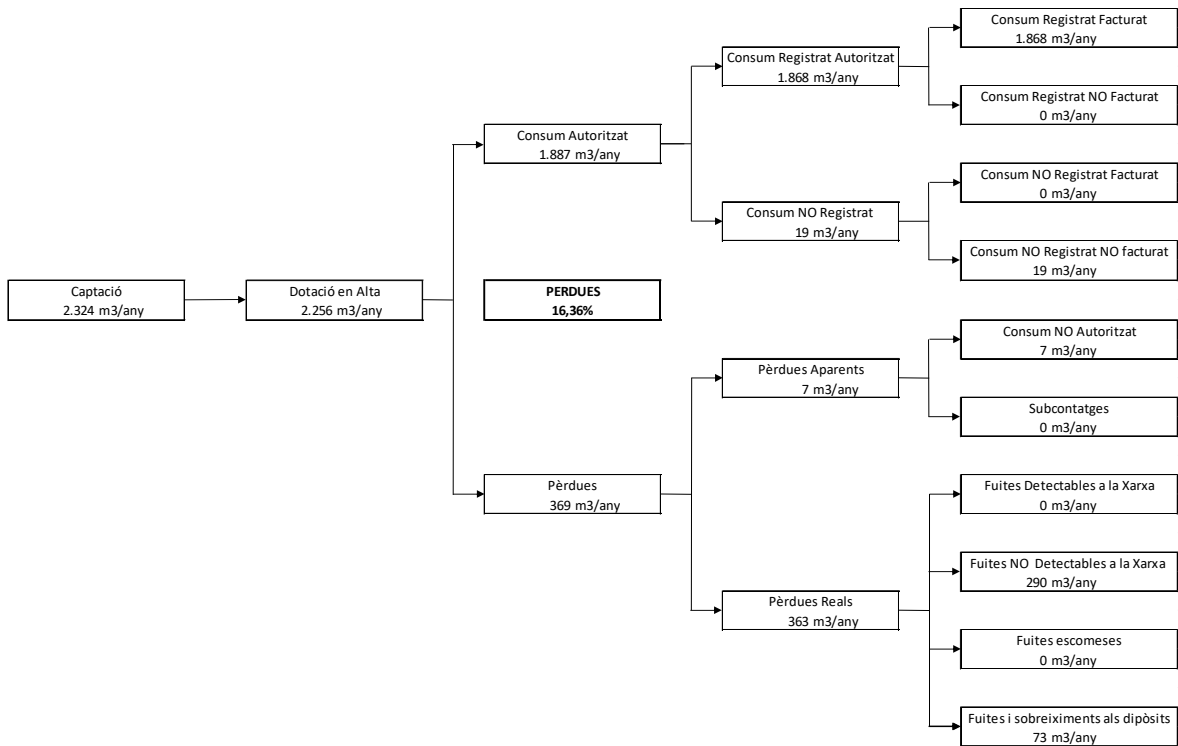 Consum Registrat Facturat
1.868 m3/any
Consum Registrat Autoritzat
1.868 m3/any
Consum Registrat NO Facturat
0 m3/any
Consum Autoritzat
1.887 m3/any
Consum NO Registrat Facturat
0 m3/any
Consum NO Registrat
19 m3/any
Consum NO Registrat NO facturat
19 m3/any
Captació
2.324 m3/any
Dotació en Alta
2.256 m3/any
PERDUES
16,36%
Consum NO Autoritzat
7 m3/any
Pèrdues Aparents
7 m3/any
Subcontatges
0 m3/any
Pèrdues
369 m3/any
Fuites Detectables a la Xarxa
0 m3/any
Fuites NO  Detectables a la Xarxa
290 m3/any
Pèrdues Reals
363 m3/any
Fuites escomeses
0 m3/any
Fuites i sobreiximents als dipòsits
73 m3/any